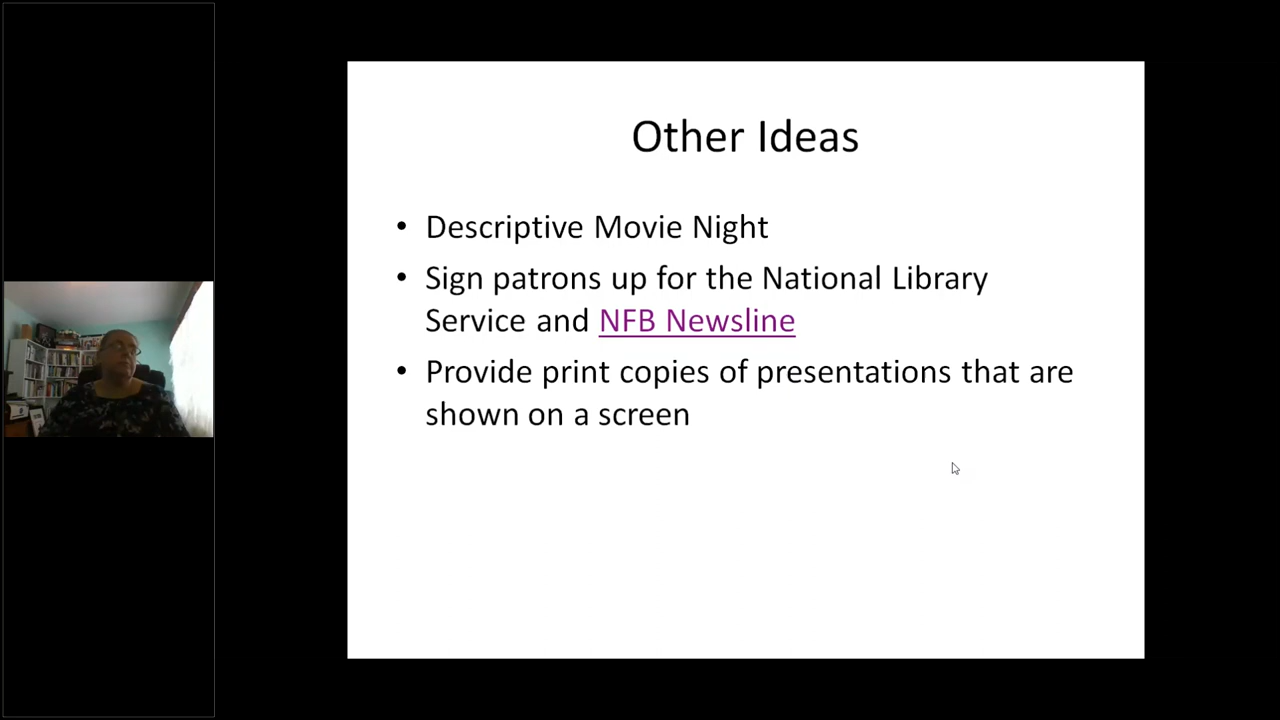 Other Ideas
• Descriptive Movie Night
• Sign patrons up for the National Library
Service and NFB Newsline
• Provide print copies of presentations that are
shown on a screen